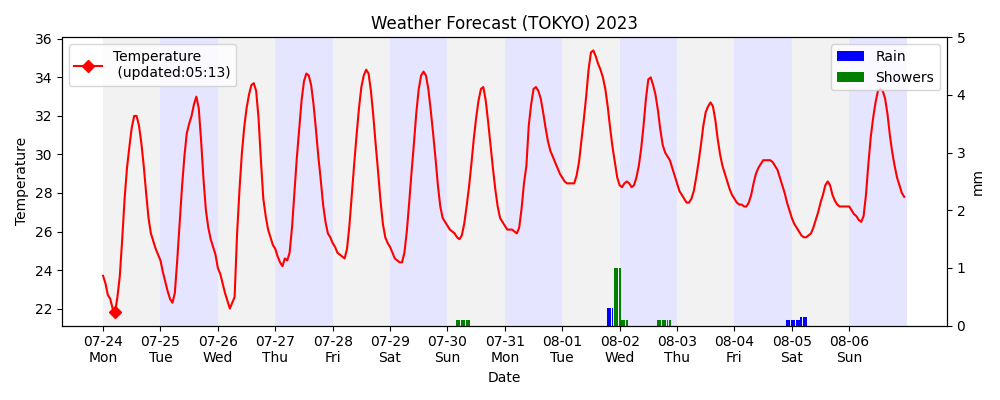 Weather Forecast (TOKYO) 2023
Temperature
(updated:05:13)
Rain
Showers
Temperature
36
34
32
30
28
26
24
22
5
4
3
2
1
0
mm
07-24 07-25 07-26 07-27 07-28 07-29 07-30 07-31 08-01 08-02 08-03 08-04 08-05 08-06
Mon Tue Wed Thu Fri Sat Sun Mon Tue Wed Thu Fri Sat Sun
Date